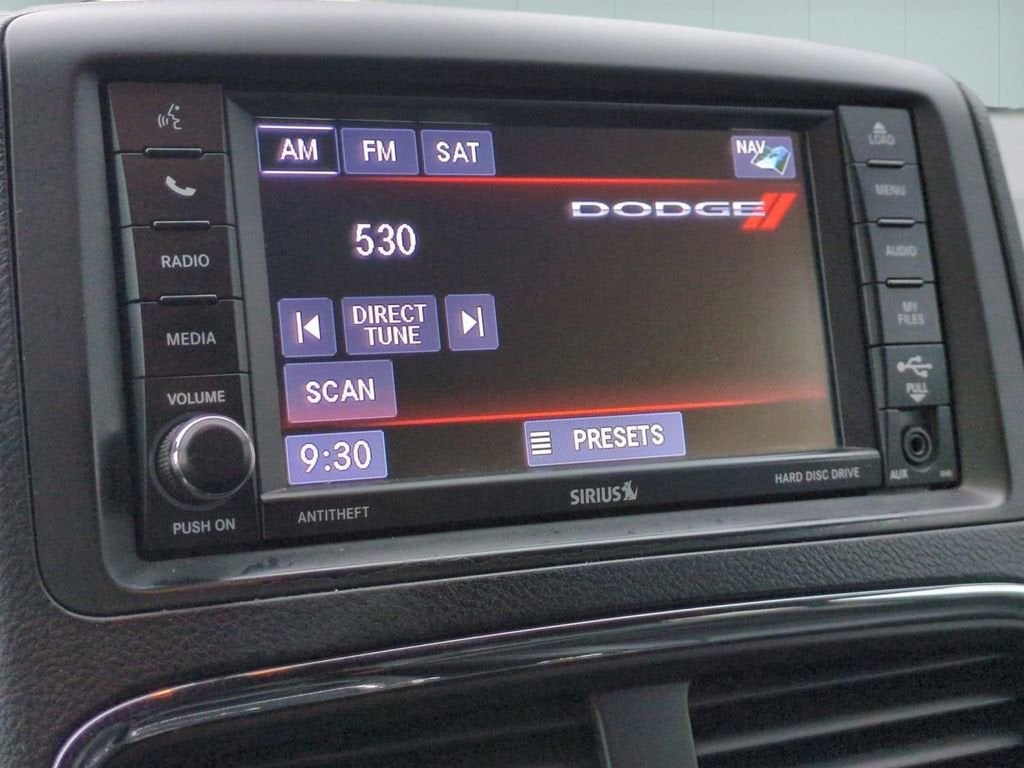 AM FM SAT NAV
DODGE
530
DIRECT
TUNE
SCAN
9:30
PRESETS
RADIO
MEDIA
VOLUME
PUSH ON
ANTITHEFT
SIRIUS
HARD DISC DRIVE
LOAD
MENU
AUDIO
MY
FILES
PULL
AUX